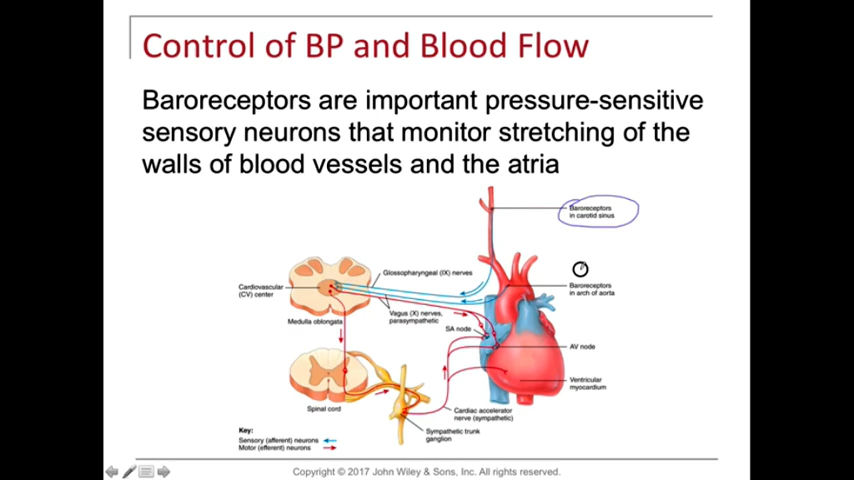 Control of BP and Blood Flow
Baroreceptors are important pressure-sensitive
sensory neurons that monitor stretching of the
walls of blood vessels and the atria
Baroreceptors
in carotid sinus
Glossopharyngeal (IX) nerves
Cardiovascular
(CV) center
Baroreceptors
in arch of aorta
Medulla oblongata
Vagus (X) nerves,
parasympathetic)
SA node
AV node
Ventricular
myocardium
Spinal cord
Cardiac accelerator
nerve (sympathetic)
Sympathetic trunk
ganglion
Key:
Sensory (afferent) neurons
Motor (efferent) neurons
Copyright © 2017 John Wiley & Sons, Inc. All rights reserved.